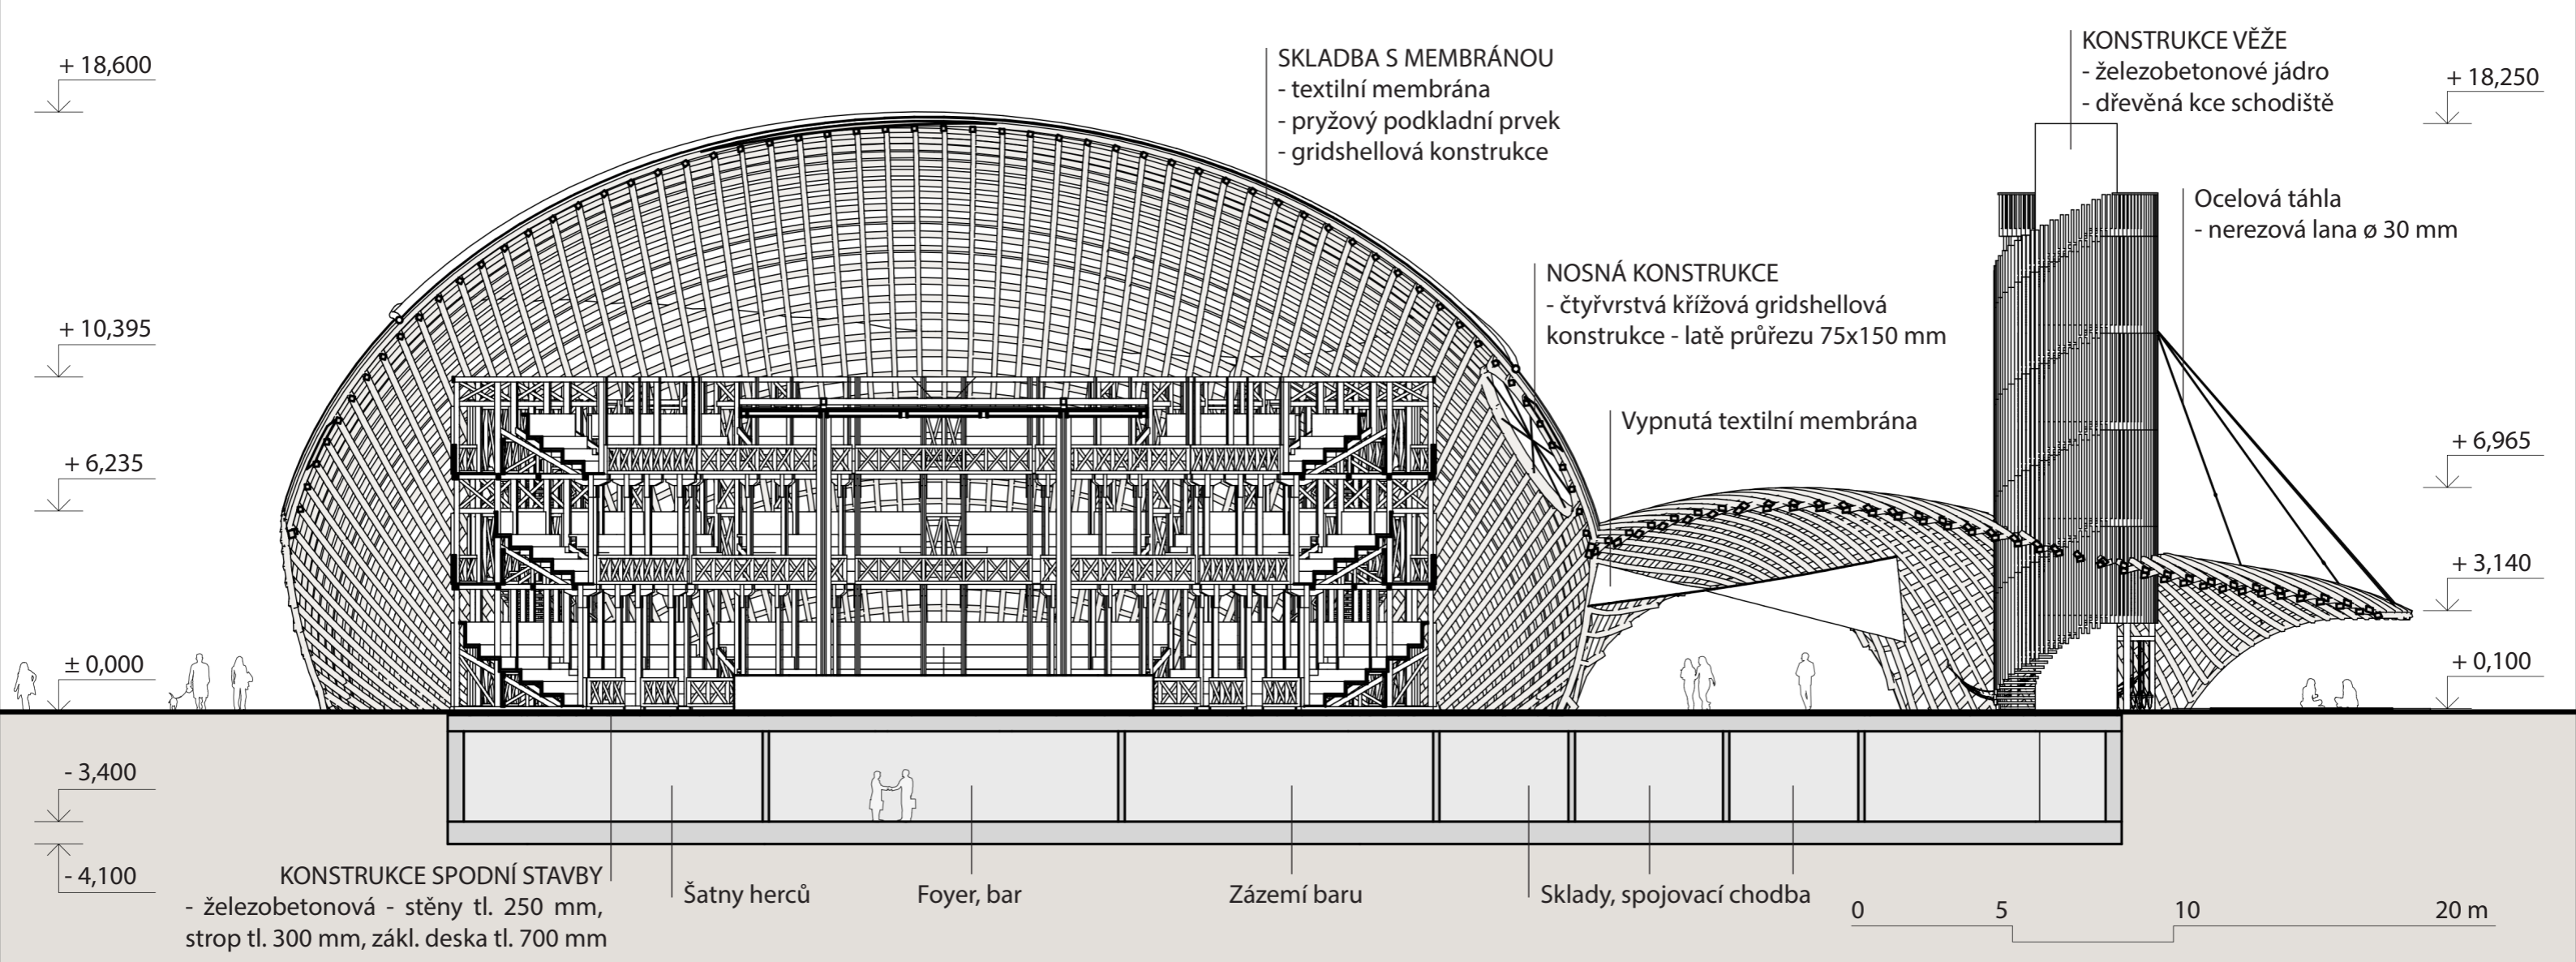 + 18,600
+ 10,395
+ 6,235
± 0,000
- 3,400
- 4,100
SKLADBA S MEMBRÁNOU
- textilní membrána
- pryžový podkladní prvek
- gridshellová konstrukce
NOSNÁ KONSTRUKCE
- čtyřvrstvá křížová gridshellová
konstrukce - latě průřezu 75x150 mm
Vypnutá textilní membrána
KONSTRUKCE VĚŽE
- železobetonové jádro
- dřevěná kce schodiště
Ocelová táhla
- nerezová lana ø 30 mm
+ 18,250
+ 6,965
+ 3,140
+ 0,100
KONSTRUKCE SPODNÍ STAVBY
- železobetonová - stěny tl. 250 mm,
strop tl. 300 mm, zákl. deska tl. 700 mm
Šatny herců
Foyer, bar
Zázemí baru
Sklady, spojovací chodba
0 5 10 20 m